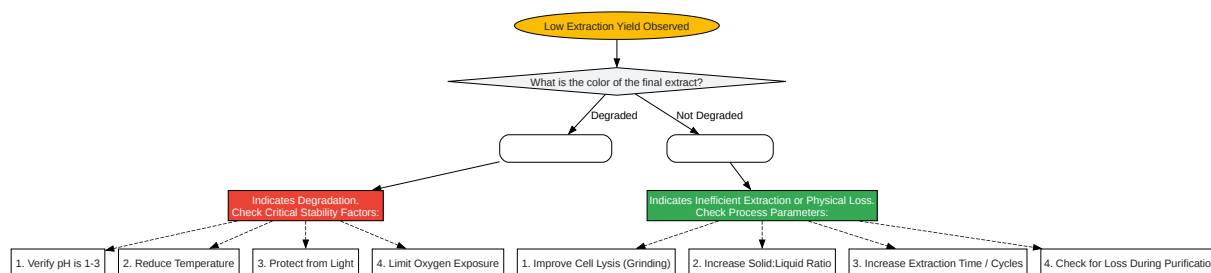 Low Extraction Yield Observed
What is the color of the final extract?
Degraded
Not Degraded
Indicates Degradation.
Check Critical Stability Factors:
Indicates Inefficient Extraction or Physical Loss.
Check Process Parameters:
1. Verify pH is 1-3
2. Reduce Temperature
3. Protect from Light
4. Limit Oxygen Exposure
1. Improve Cell Lysis (Grinding)
2. Increase Solid:Liquid Ratio
3. Increase Extraction Time / Cycles
4. Check for Loss During Purificatio